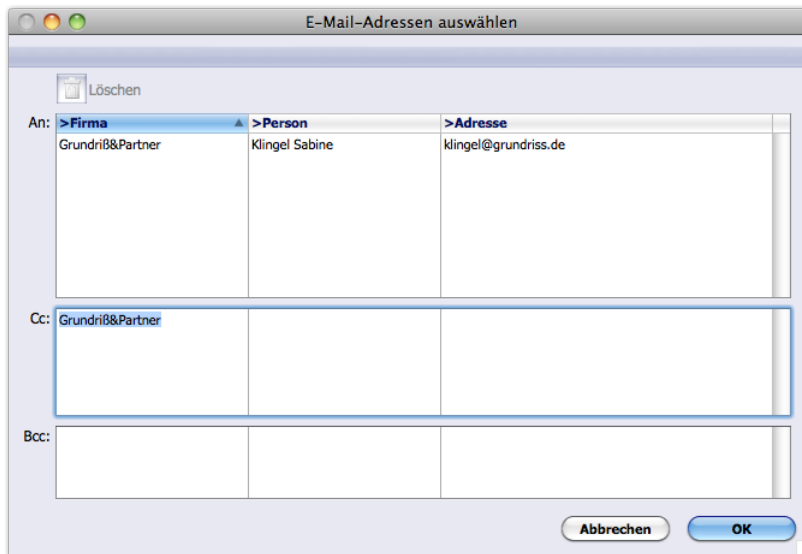 E-Mail-Adressen auswählen
Löschen
An: >Firma >Person >Adresse
Grundriß&Partner Klingel Sabine klingel@grundriss.de
Cc: Grundriß&Partner
Bcc:
Abbrechen OK